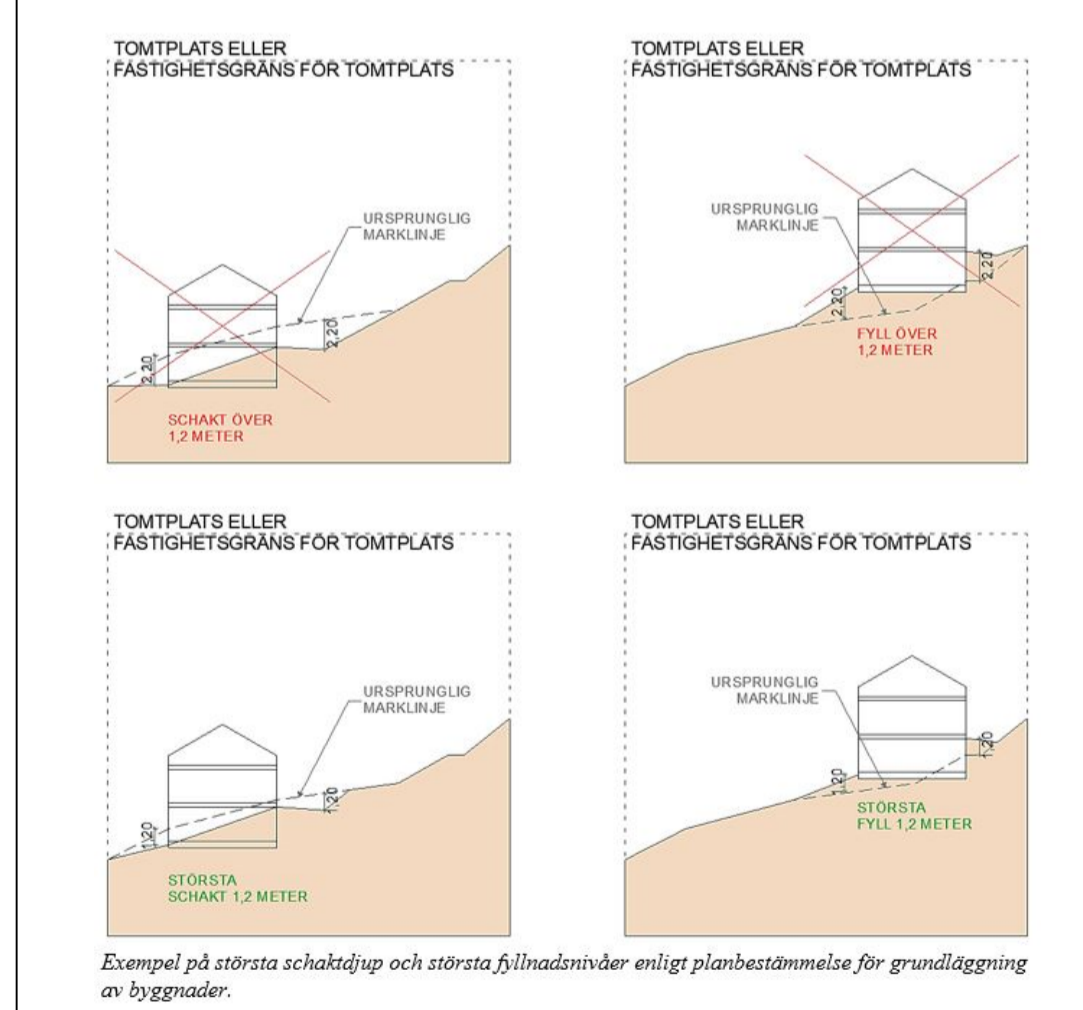 TOMTPLATS ELLER
FASTIGHETSGRÄNS FÖR TOMTPLATS
URSPRUNGLIG
MARKLINJE
2,20
2,20
SCHAKT ÖVER
1,2 METER
TOMTPLATS ELLER
FASTIGHETSGRÄNS FÖR TOMTPLATS
URSPRUNGLIG
MARKLINJE
2,20
2,20
FYLL ÖVER
1,2 METER
TOMTPLATS ELLER
FASTIGHETSGRÄNS FÖR TOMTPLATS
URSPRUNGLIG
MARKLINJE
1,20
1,20
STÖRSTA
SCHAKT 1,2 METER
TOMTPLATS ELLER
FASTIGHETSGRÄNS FÖR TOMTPLATS
URSPRUNGLIG
MARKLINJE
1,20
1,20
STÖRSTA
FYLL 1,2 METER
Exempel på största schaktdjup och största fyllnadsnivåer enligt planbestämmelse för grundläggning
av byggnader.